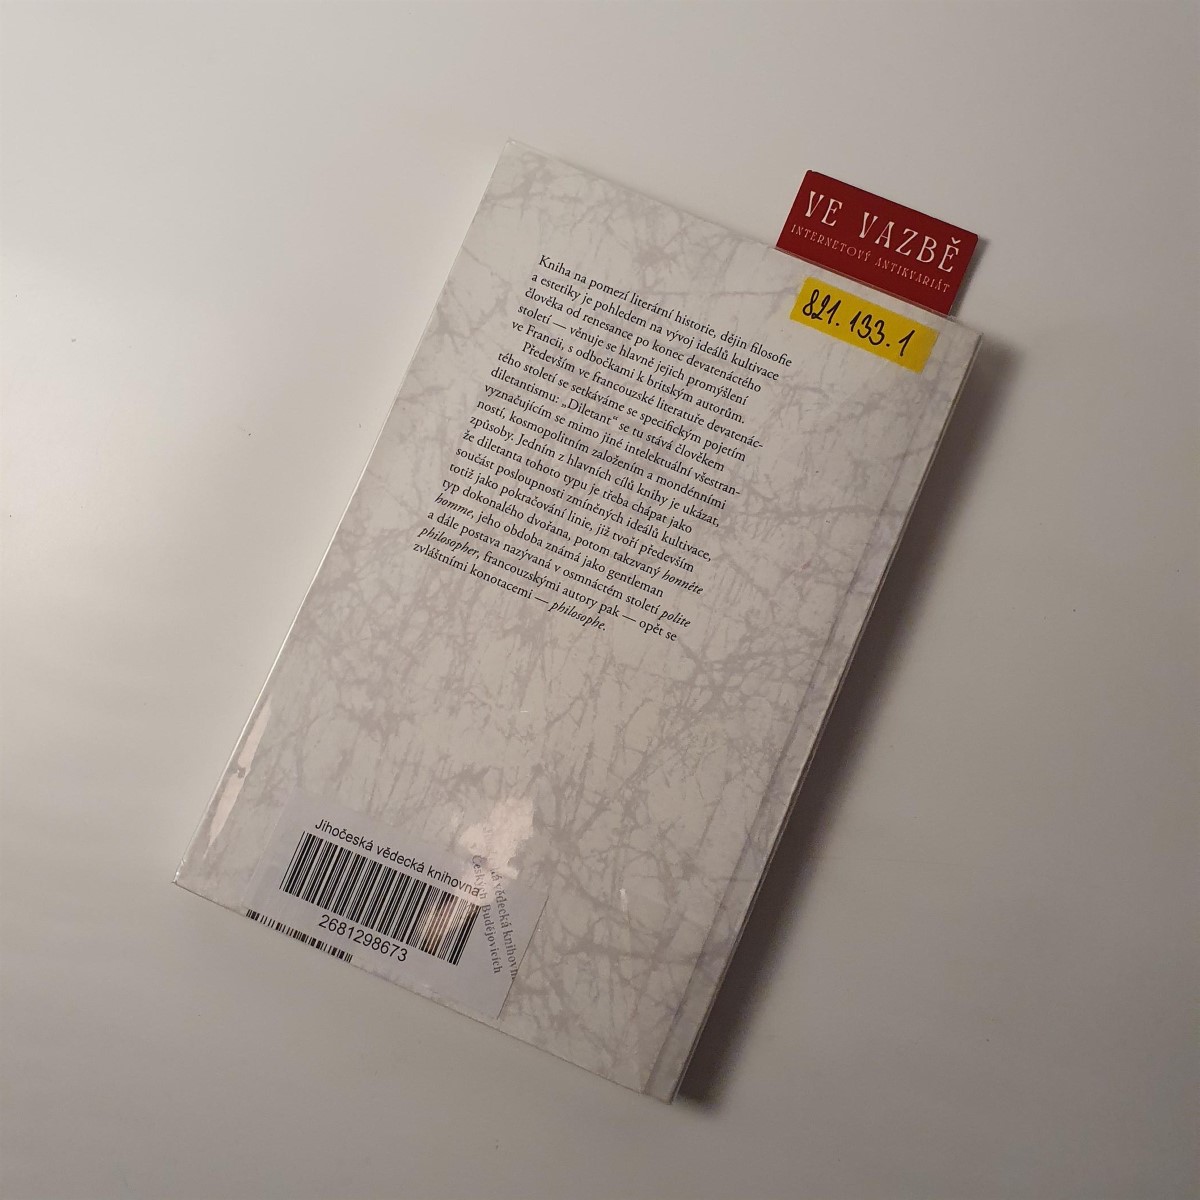 VE VAZBĚ
INTERNETOVÝ ANTIKVARIÁT
821.133.1
Kniha na pomezí literární historie, dějin filosofie
a estetiky je pohledem na vývoj ideálů kultivace
člověka od renesance po konec devatenáctého
století — věnuje se hlavně jejich promýšlení
ve Francii, s odbočkami k britským autorům.
Především ve francouzské literatuře devatenác-
tého století se setkáváme se specifickým pojetím
diletantismu: „Diletant“ se tu stává člověkem
vyznačujícím se mimo jiné intelektuální všestran-
ností, kosmopolitním založením a mondénními
způsoby. Jedním z hlavních cílů knihy je ukázat,
že diletanta tohoto typu je třeba chápat jako
součást posloupnosti zmíněných ideálů kultivace,
totiž jako pokračování linie, již tvoří především
typ dokonalého dvořana, potom takzvaný honnête
homme, jeho obdoba známá jako gentleman
a dále postava nazývaná v osmnáctém století polite
philosopher, francouzskými autory pak — opět se
zvláštními konotacemi — philosophe.
Jihočeská vědecká knihovna
2681298673
vědecká knihovn
Českých Budějovicích